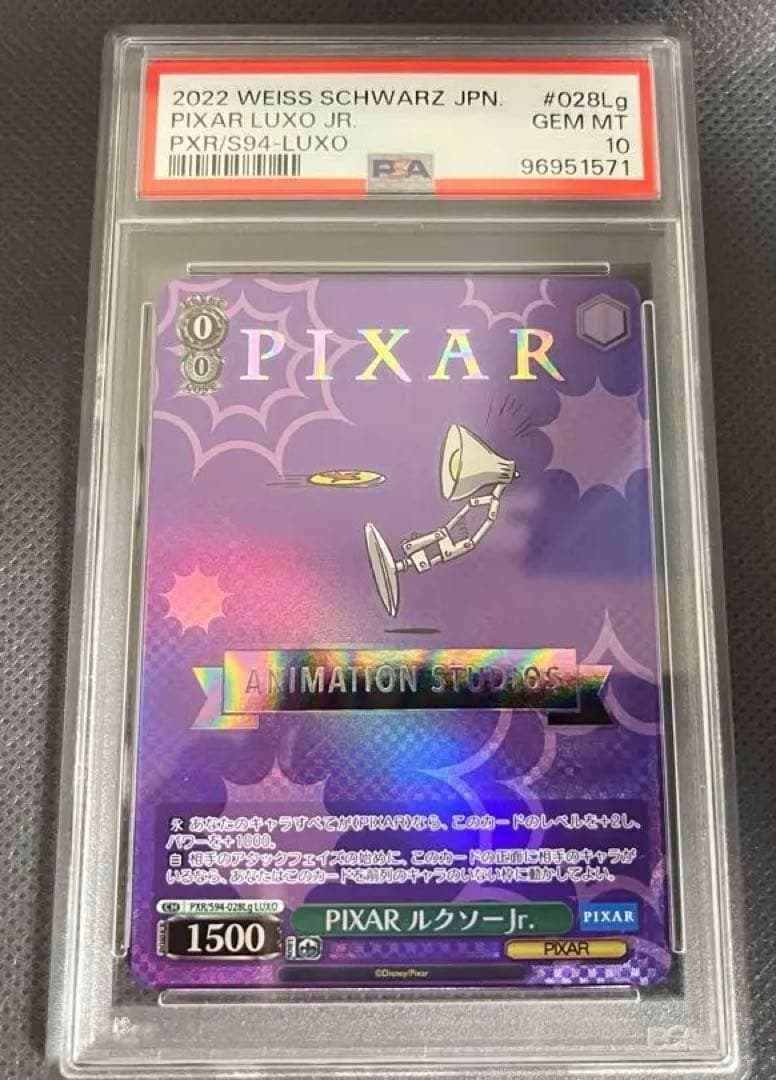 2022 WEISS SCHWARZ JPN. #028Lg
PIXAR LUXO JR. GEM MT
PXR/S94-LUXO 10
PSA 96951571
LEVEL
0
0
COST
PIXAR
ANIMATION STUDIOS
永 あなたのキャラすべてが《PIXAR》なら、このカードのレベルを+2し、
パワーを+1000。
自 相手のアタックフェイズの始めに、このカードの正面に相手のキャラが
いるなら、あなたはこのカードを前列のキャラのいない枠に動かしてよい。
CH PXR/S94-028Lg LUXO
POWER 1500 PIXAR ルクソーJr. PIXAR
PIXAR
©Disney/Pixar